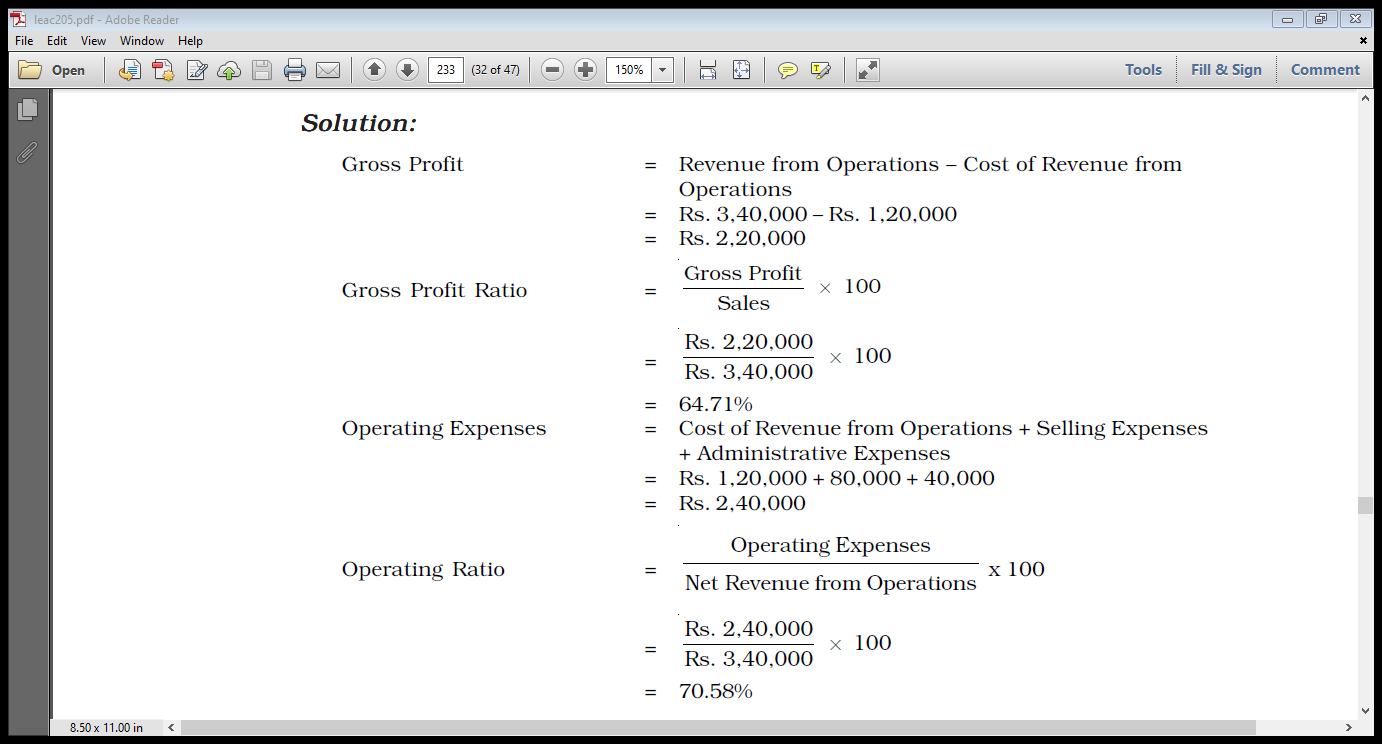 leac205.pdf - Adobe Reader
File Edit View Window Help
Open 233 (32 of 47) 150% Tools Fill & Sign Comment
Solution:
Gross Profit = Revenue from Operations – Cost of Revenue from
Operations
= Rs. 3,40,000 – Rs. 1,20,000
= Rs. 2,20,000
Gross Profit
Gross Profit Ratio = × 100
Sales
Rs. 2,20,000
= × 100
Rs. 3,40,000
= 64.71%
Operating Expenses = Cost of Revenue from Operations + Selling Expenses
+ Administrative Expenses
= Rs. 1,20,000 + 80,000 + 40,000
= Rs. 2,40,000
Operating Expenses
Operating Ratio = x 100
Net Revenue from Operations
Rs. 2,40,000
= × 100
Rs. 3,40,000
= 70.58%
8.50 x 11.00 in